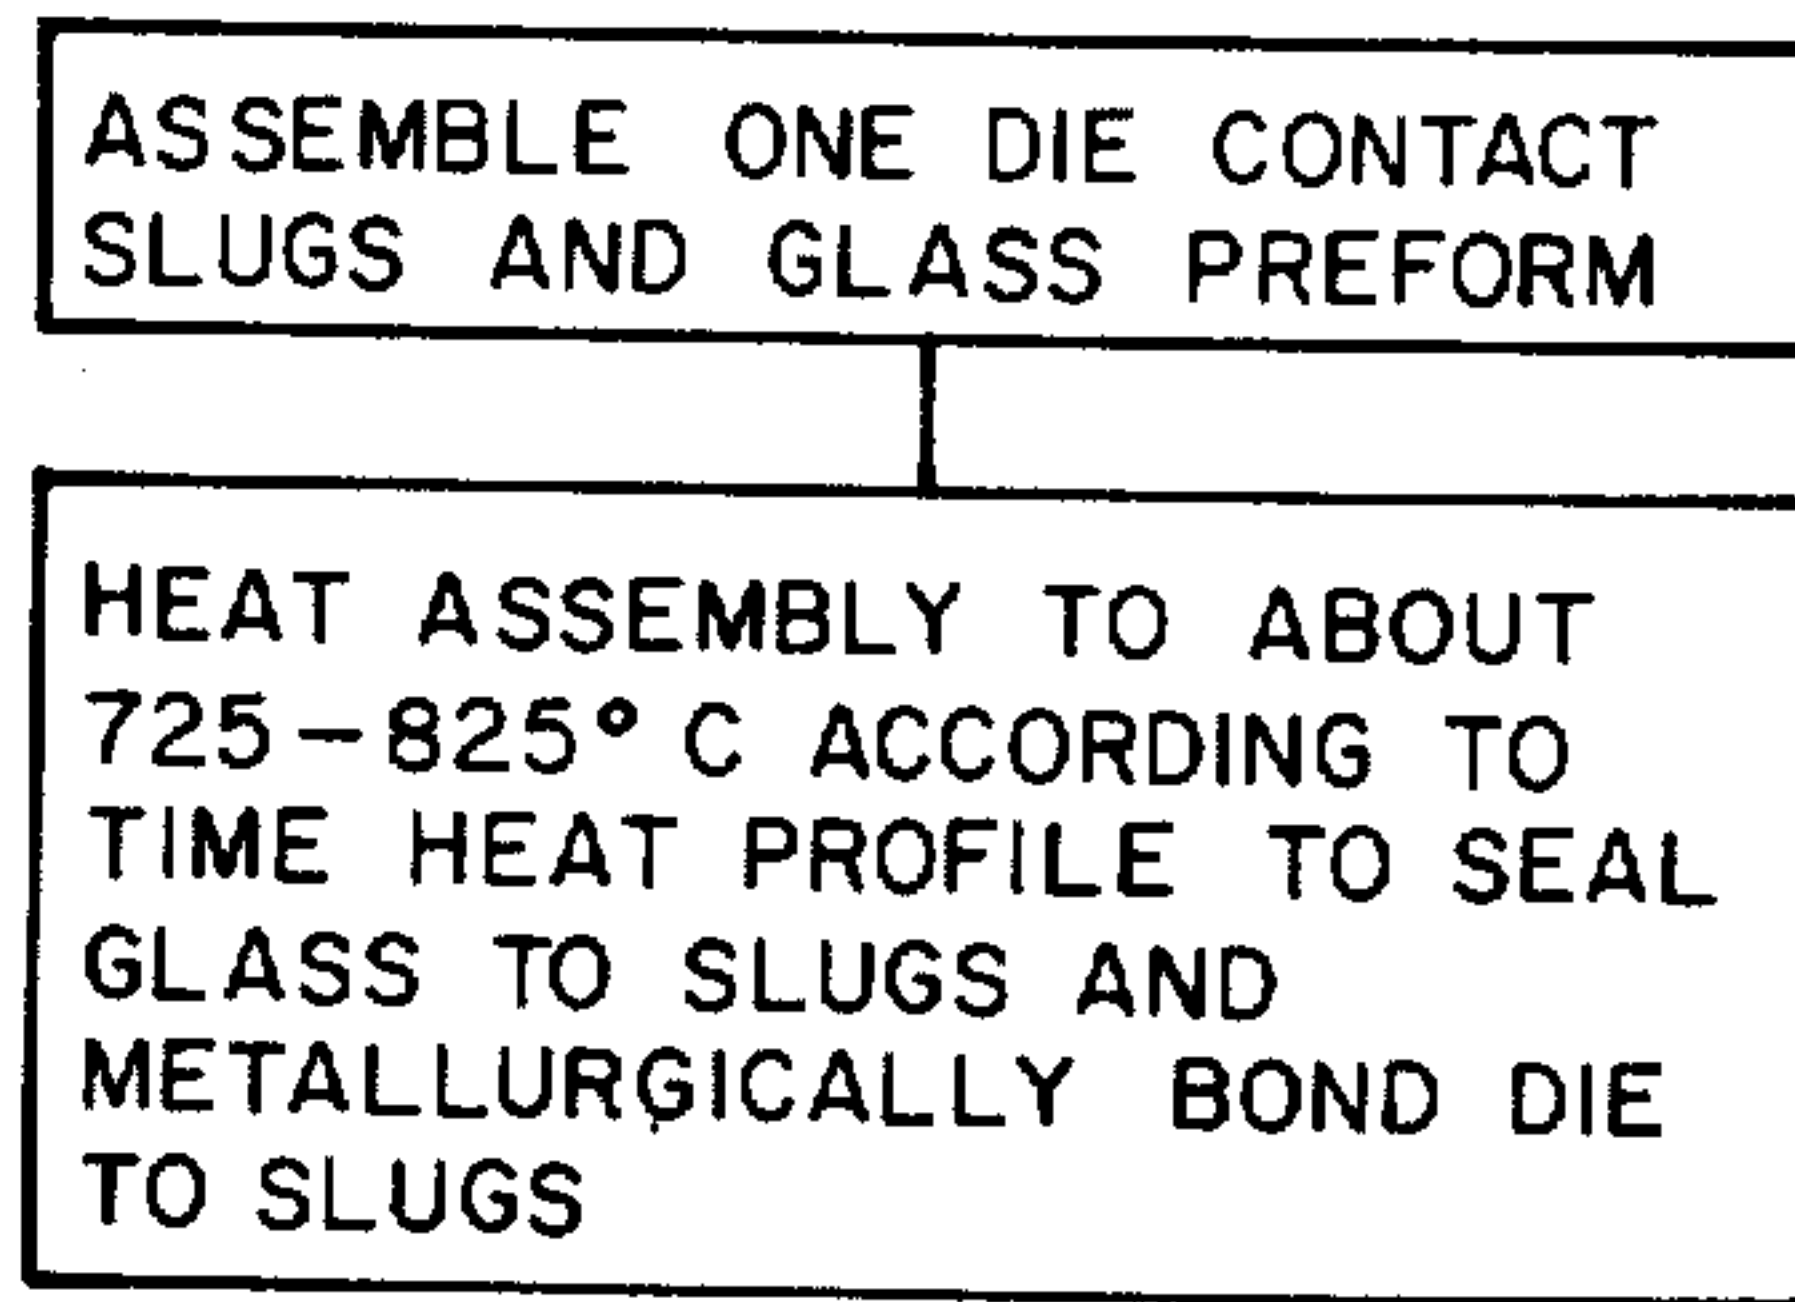 ASSEMBLE ONE DIE CONTACT
SLUGS AND GLASS PREFORM
HEAT ASSEMBLY TO ABOUT
725-825° C ACCORDING TO
TIME HEAT PROFILE TO SEAL
GLASS TO SLUGS AND
METALLURGICALLY BOND DIE
TO SLUGS